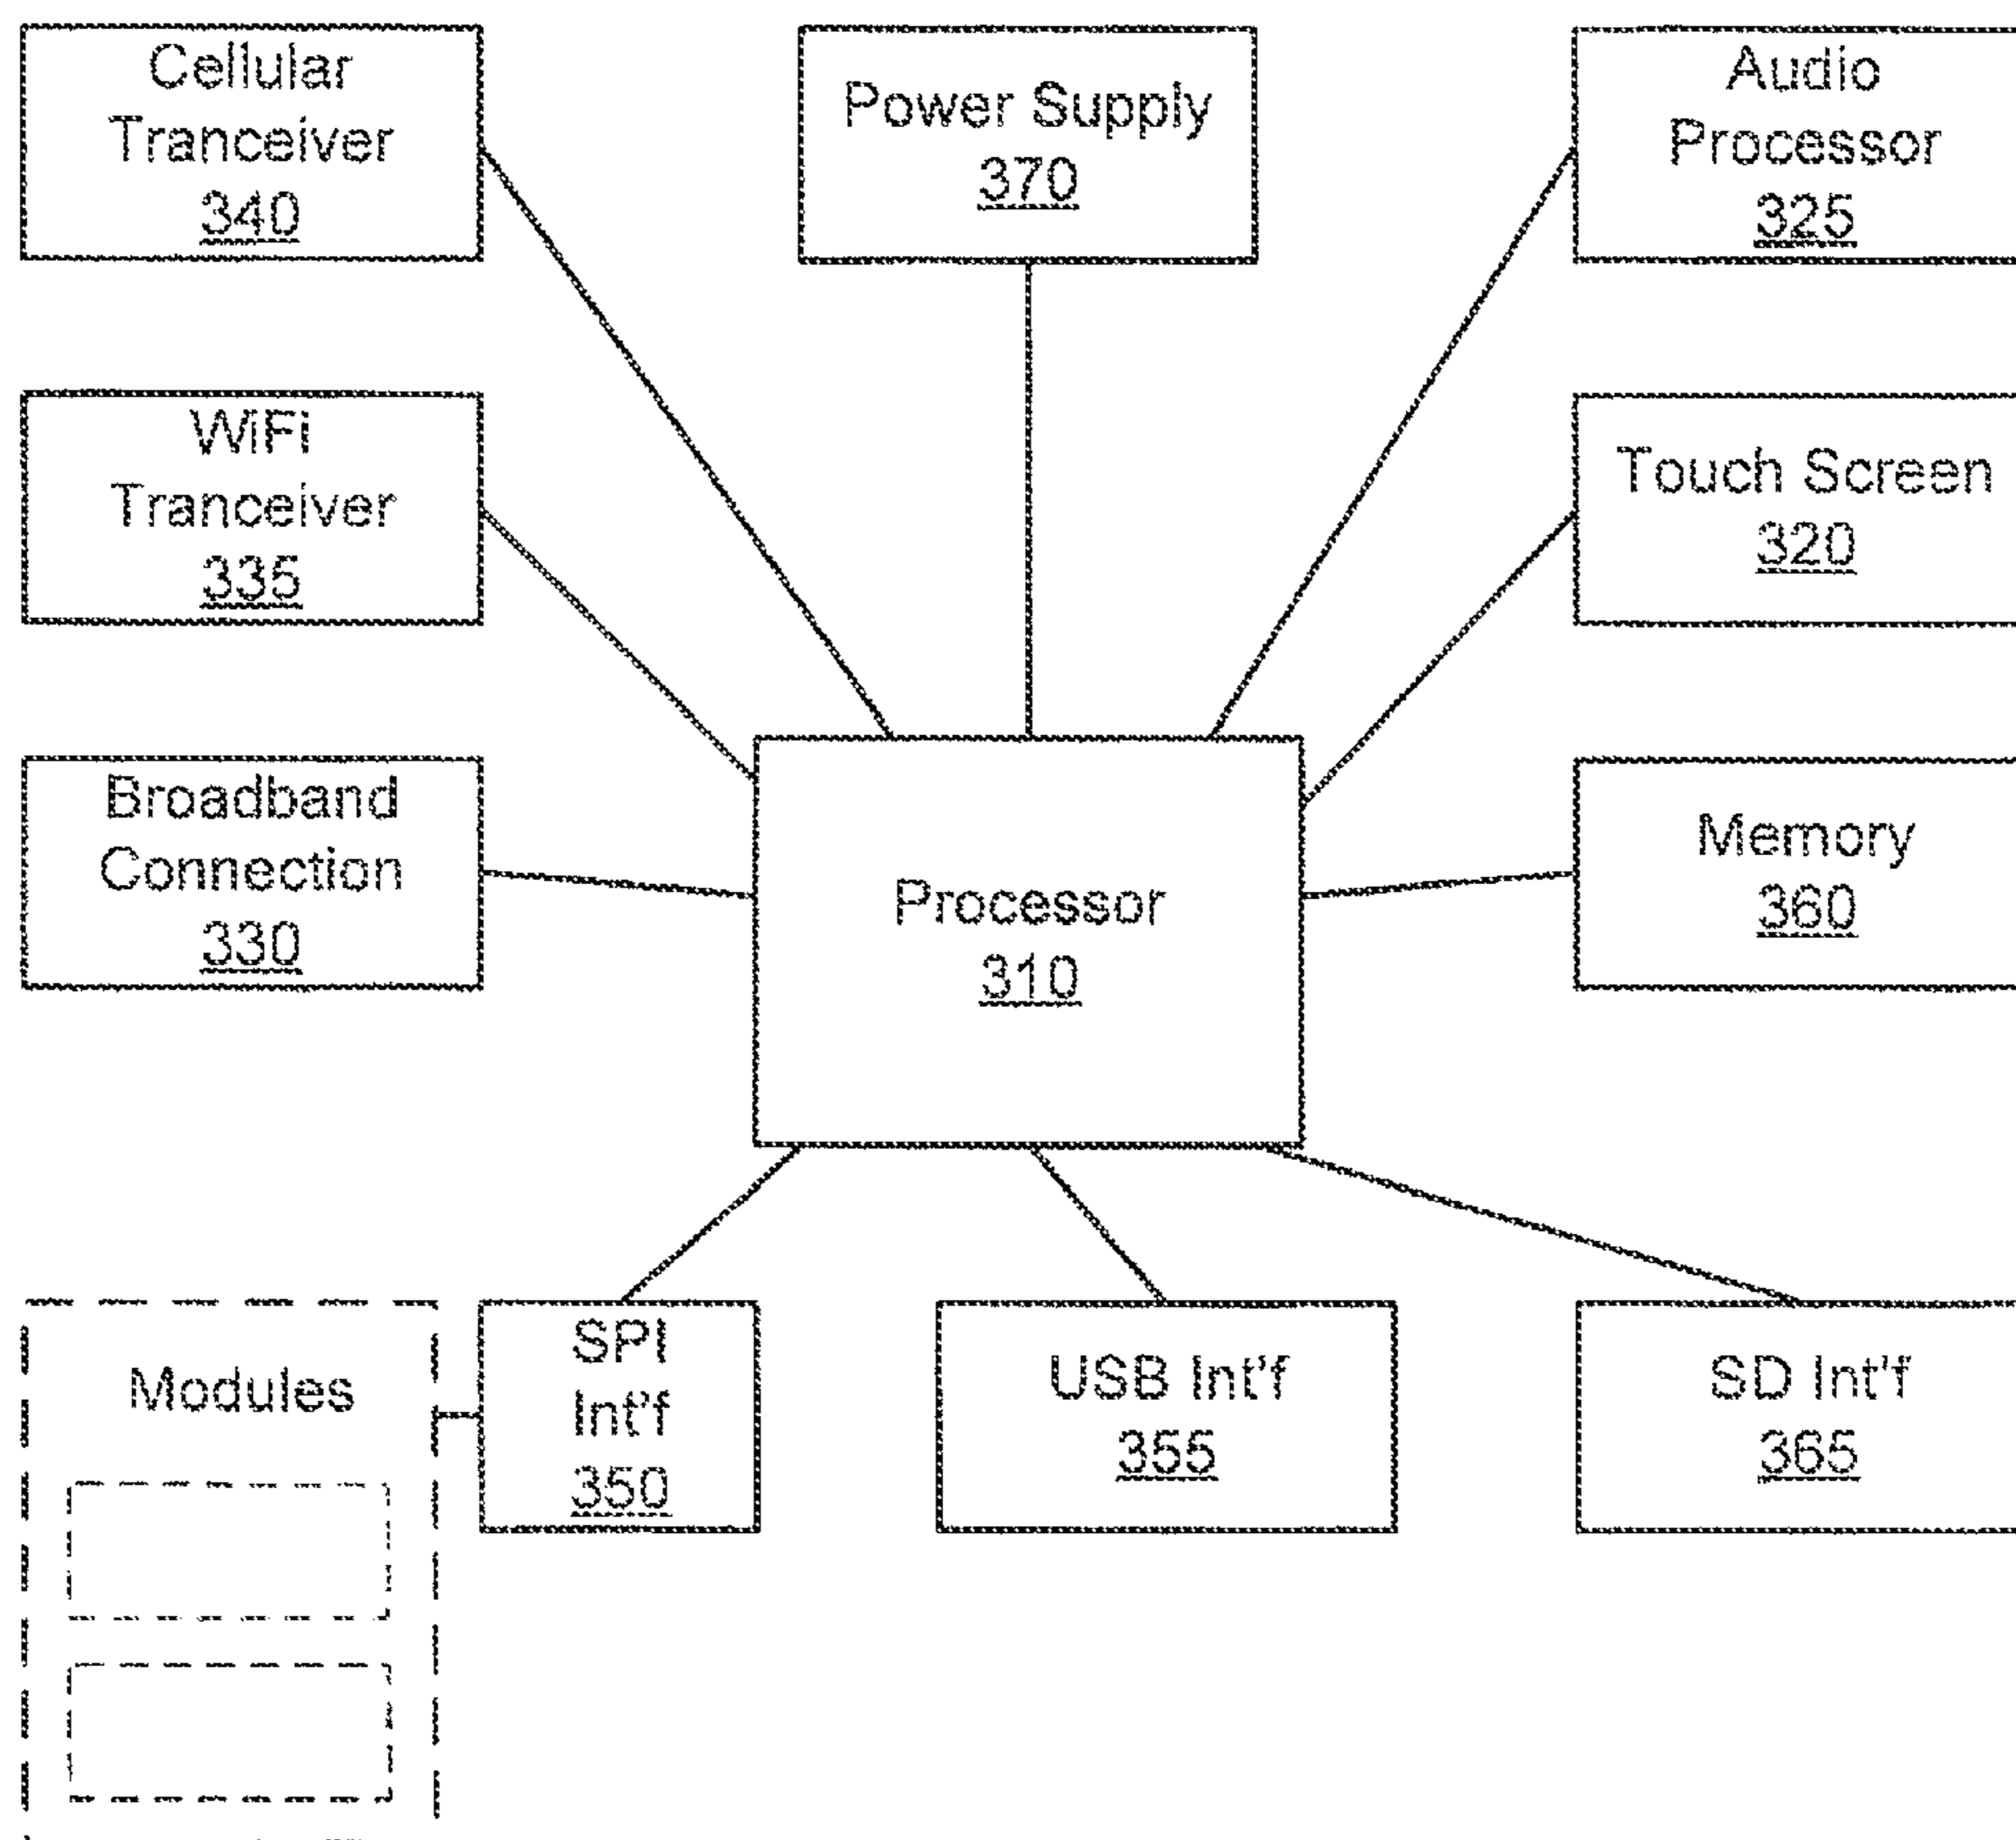 Cellular
Tranceiver
340
Power Supply
370
Audio
Processor
325
WiFi
Tranceiver
335
Touch Screen
320
Broadband
Connection
330
Processor
310
Memory
360
Modules
SPI
Int'f
350
USB Int'f
355
SD Int'f
365